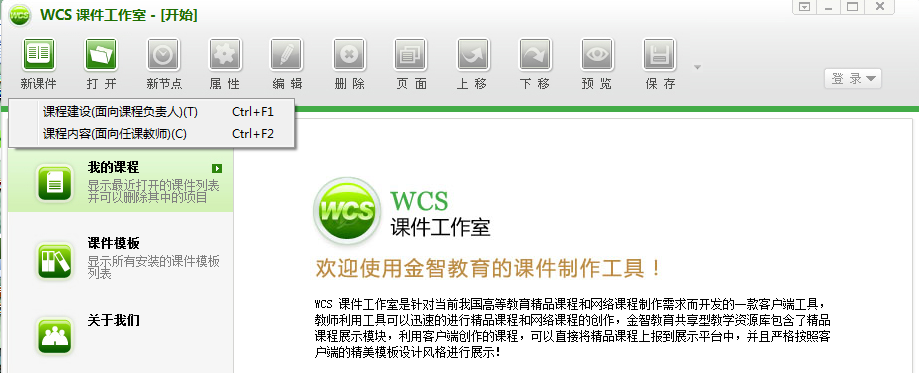 WCS 课件工作室 - [开始]
新课件 打 开 新节点 属 性 编 辑 删 除 页 面 上 移 下 移 预 览 保 存 登 录
课程建设(面向课程负责人)(T) Ctrl+F1
课程内容(面向任课教师)(C) Ctrl+F2
我的课程
显示最近打开的课件列表
并可以删除其中的项目
课件模板
显示所有安装的课件模板
列表
关于我们
WCS
WCS
课件工作室
欢迎使用金智教育的课件制作工具！
WCS 课件工作室是针对当前我国高等教育精品课程和网络课程制作需求而开发的一款客户端工具，
教师利用工具可以迅速的进行精品课程和网络课程的创作，金智教育共享型教学资源库包含了精品
课程展示模块，利用客户端创作的课程，可以直接将精品课程上报到展示平台中，并且严格按照客
户端的精美模板设计风格进行展示！